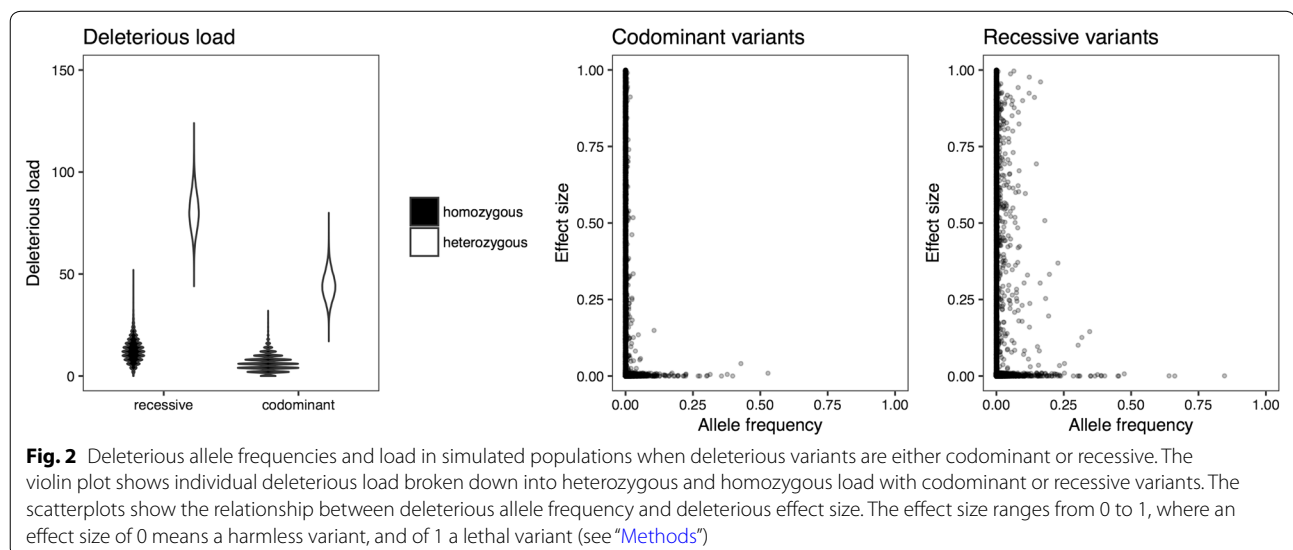 Deleterious load
150
100
50
0
Deleterious load
recessive
codominant
homozygous
heterozygous
Codominant variants
1.00
0.75
0.50
0.25
0.00
Effect size
0.00
0.25
0.50
0.75
1.00
Allele frequency
Recessive variants
1.00
0.75
0.50
0.25
0.00
Effect size
0.00
0.25
0.50
0.75
1.00
Allele frequency
Fig. 2 Deleterious allele frequencies and load in simulated populations when deleterious variants are either codominant or recessive. The
violin plot shows individual deleterious load broken down into heterozygous and homozygous load with codominant or recessive variants. The
scatterplots show the relationship between deleterious allele frequency and deleterious effect size. The effect size ranges from 0 to 1, where an
effect size of 0 means a harmless variant, and of 1 a lethal variant (see “Methods”)